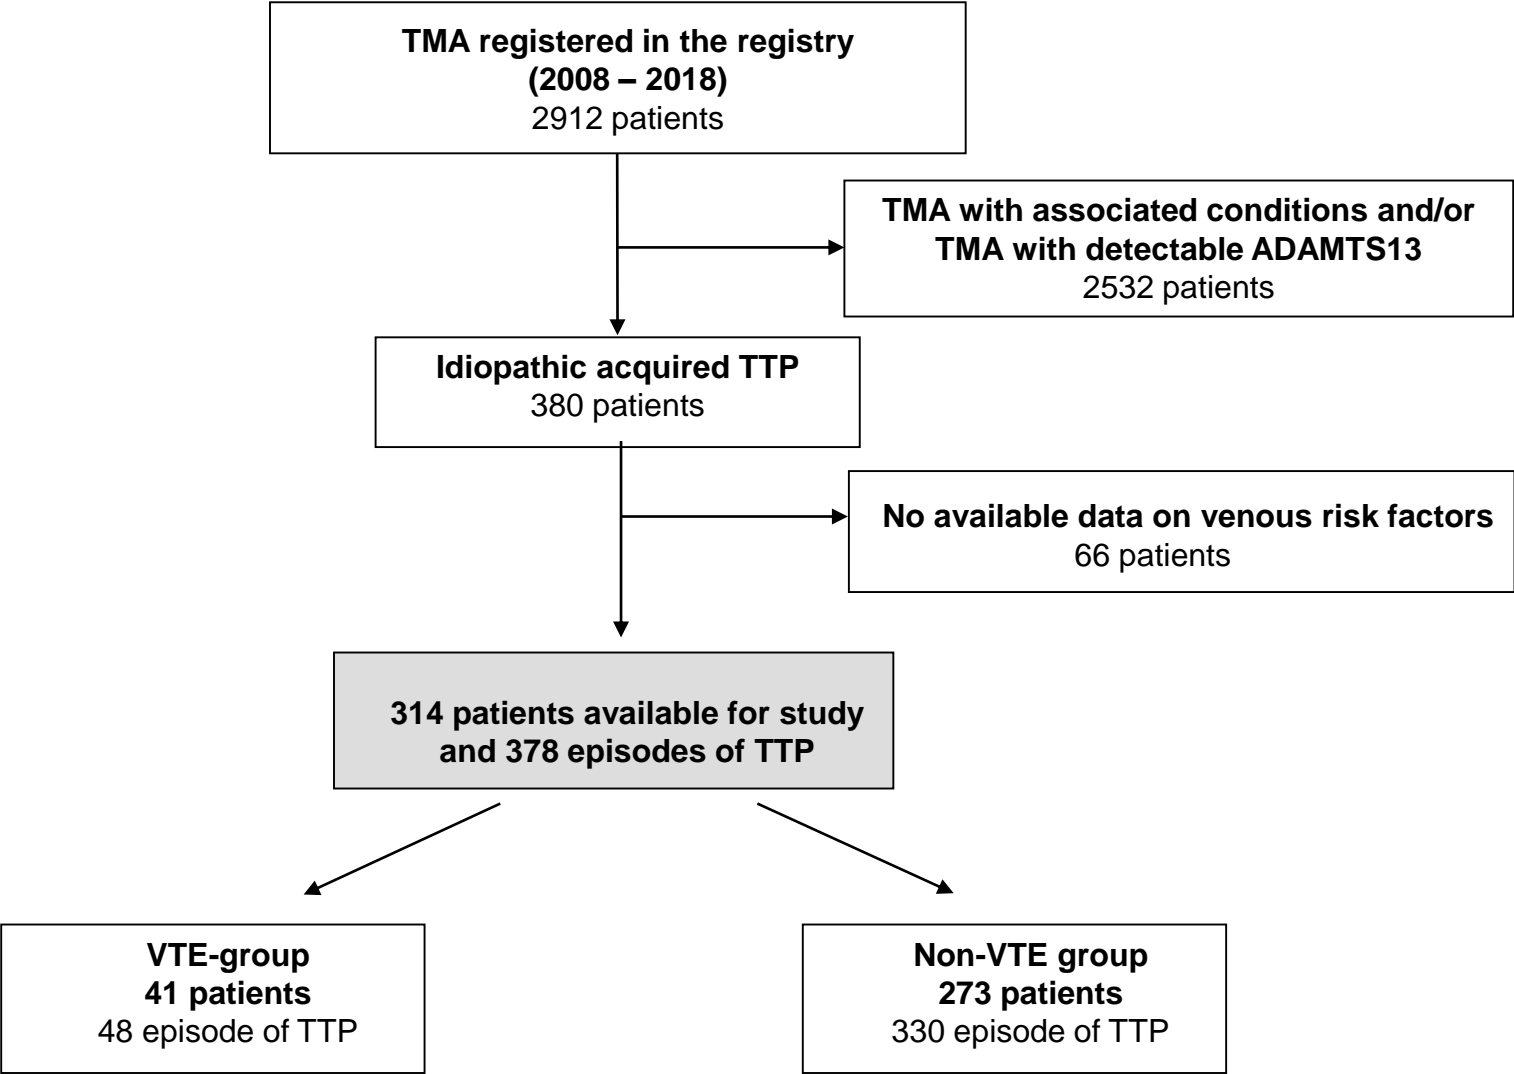 TMA registered in the registry
(2008 – 2018)
2912 patients
TMA with associated conditions and/or
TMA with detectable ADAMTS13
2532 patients
Idiopathic acquired TTP
380 patients
No available data on venous risk factors
66 patients
314 patients available for study
and 378 episodes of TTP
VTE-group
41 patients
48 episode of TTP
Non-VTE group
273 patients
330 episode of TTP